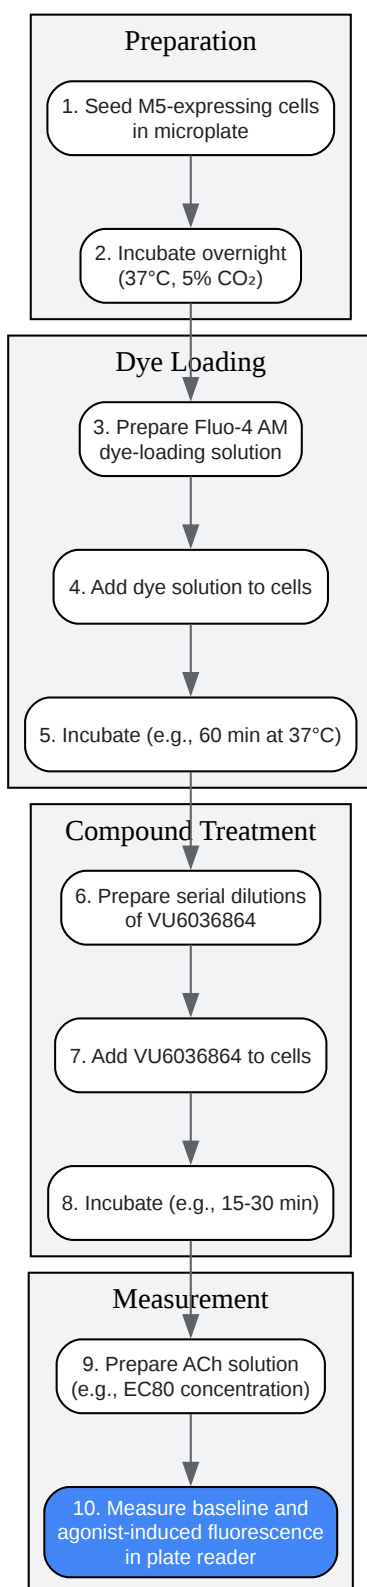 Preparation
1. Seed M5-expressing cells
in microplate
2. Incubate overnight
(37°C, 5% CO₂)
Dye Loading
3. Prepare Fluo-4 AM
dye-loading solution
4. Add dye solution to cells
5. Incubate (e.g., 60 min at 37°C)
Compound Treatment
6. Prepare serial dilutions
of VU6036864
7. Add VU6036864 to cells
8. Incubate (e.g., 15-30 min)
Measurement
9. Prepare ACh solution
(e.g., EC80 concentration)
10. Measure baseline and
agonist-induced fluorescence
in plate reader